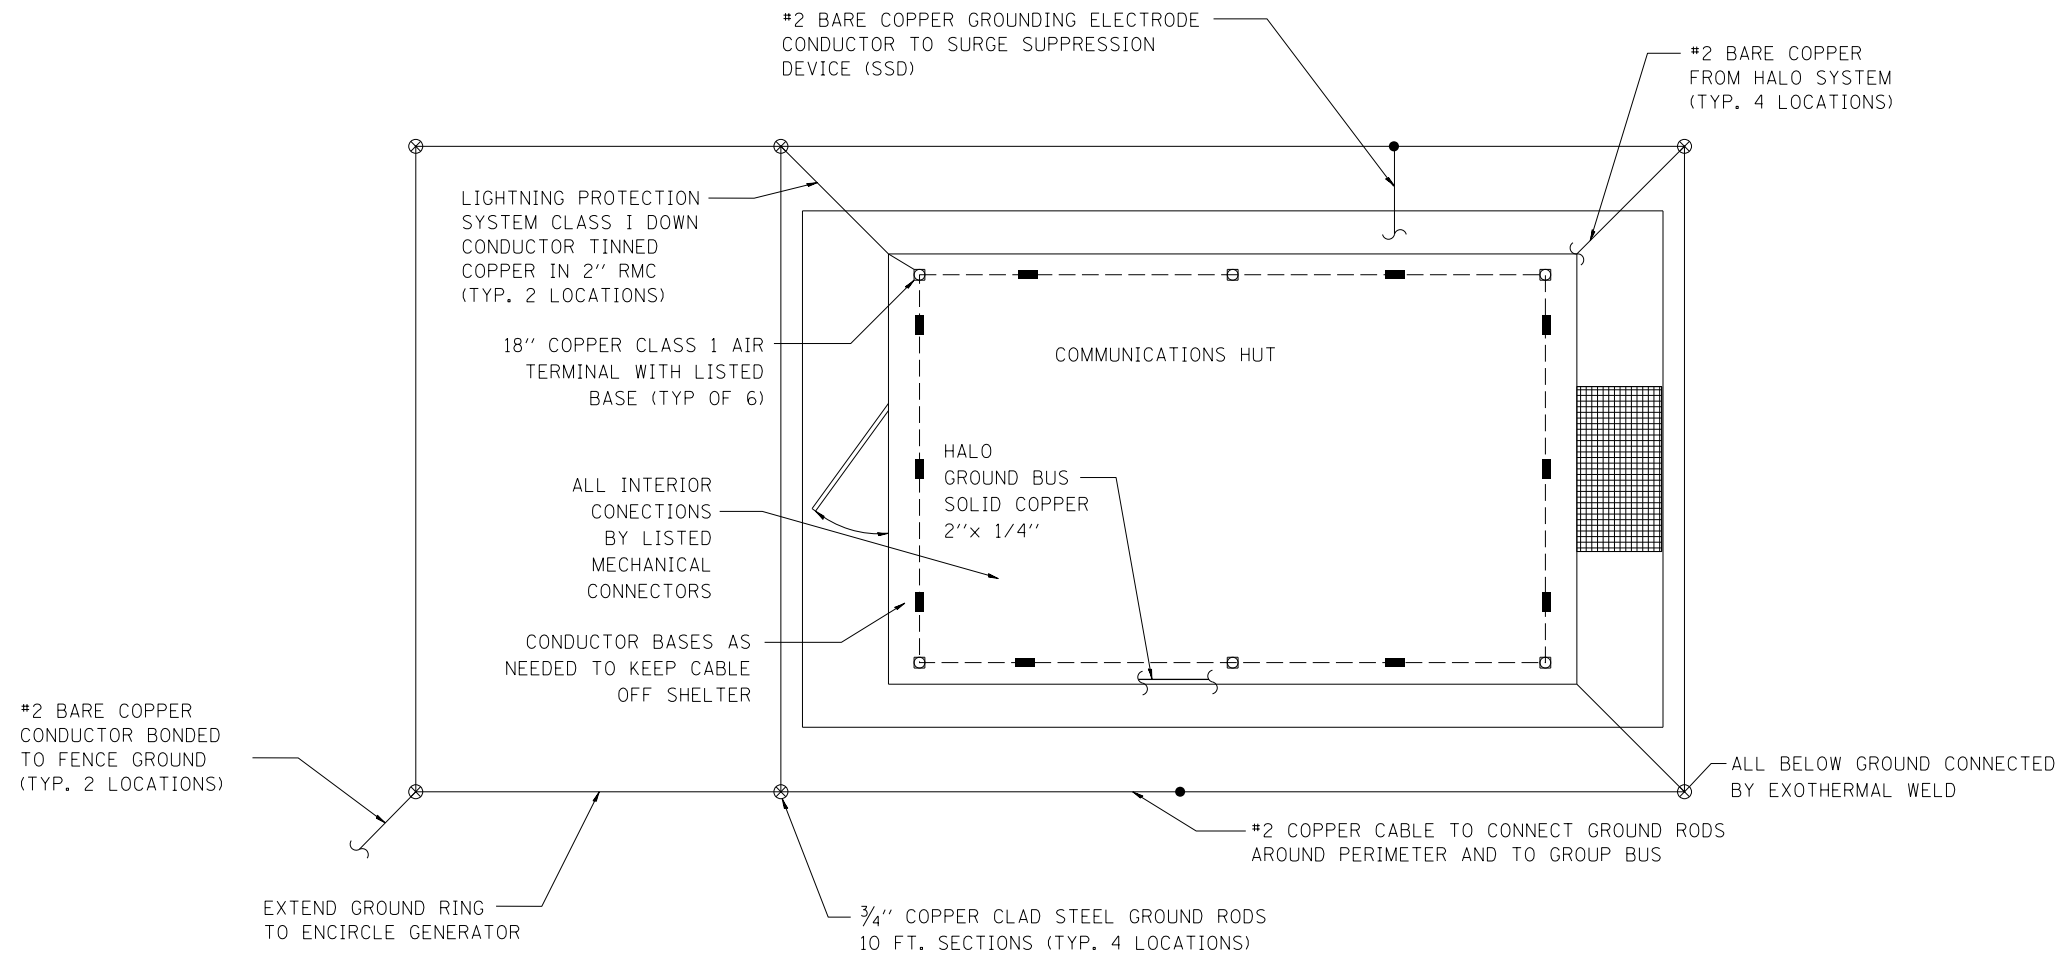 #2 BARE COPPER GROUNDING ELECTRODE
CONDUCTOR TO SURGE SUPPRESSION
DEVICE (SSD)
#2 BARE COPPER
FROM HALO SYSTEM
(TYP. 4 LOCATIONS)
LIGHTNING PROTECTION
SYSTEM CLASS I DOWN
CONDUCTOR TINNED
COPPER IN 2'' RMC
(TYP. 2 LOCATIONS)
18'' COPPER CLASS 1 AIR
TERMINAL WITH LISTED
BASE (TYP OF 6)
COMMUNICATIONS HUT
HALO
GROUND BUS
SOLID COPPER
2''x 1/4''
ALL INTERIOR
CONECTIONS
BY LISTED
MECHANICAL
CONNECTORS
CONDUCTOR BASES AS
NEEDED TO KEEP CABLE
OFF SHELTER
#2 BARE COPPER
CONDUCTOR BONDED
TO FENCE GROUND
(TYP. 2 LOCATIONS)
ALL BELOW GROUND CONNECTED
BY EXOTHERMAL WELD
#2 COPPER CABLE TO CONNECT GROUND RODS
AROUND PERIMETER AND TO GROUP BUS
EXTEND GROUND RING
TO ENCIRCLE GENERATOR
3/4'' COPPER CLAD STEEL GROUND RODS
10 FT. SECTIONS (TYP. 4 LOCATIONS)